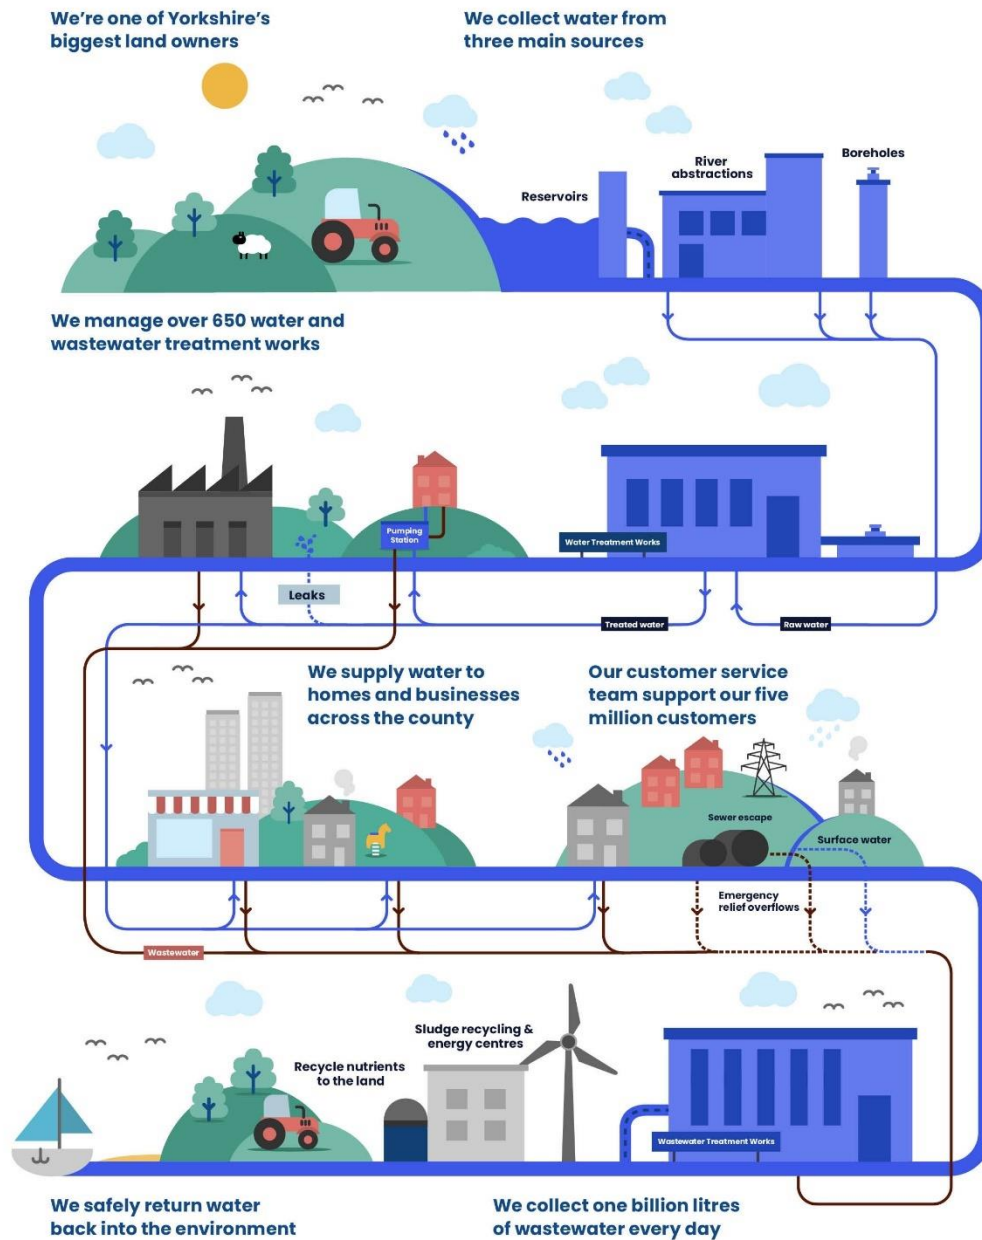 We're one of Yorkshire's
biggest land owners
We collect water from
three main sources
Reservoirs
River
abstractions
Boreholes
We manage over 650 water and
wastewater treatment works
Pumping
Station
Water Treatment Works
Leaks
Treated water
Raw water
We supply water to
homes and businesses
across the county
Our customer service
team support our five
million customers
Sewer escape
Surface water
Emergency
relief overflows
Wastewater
Sludge recycling &
energy centres
Recycle nutrients
to the land
Wastewater Treatment Works
We safely return water
back into the environment
We collect one billion litres
of wastewater every day